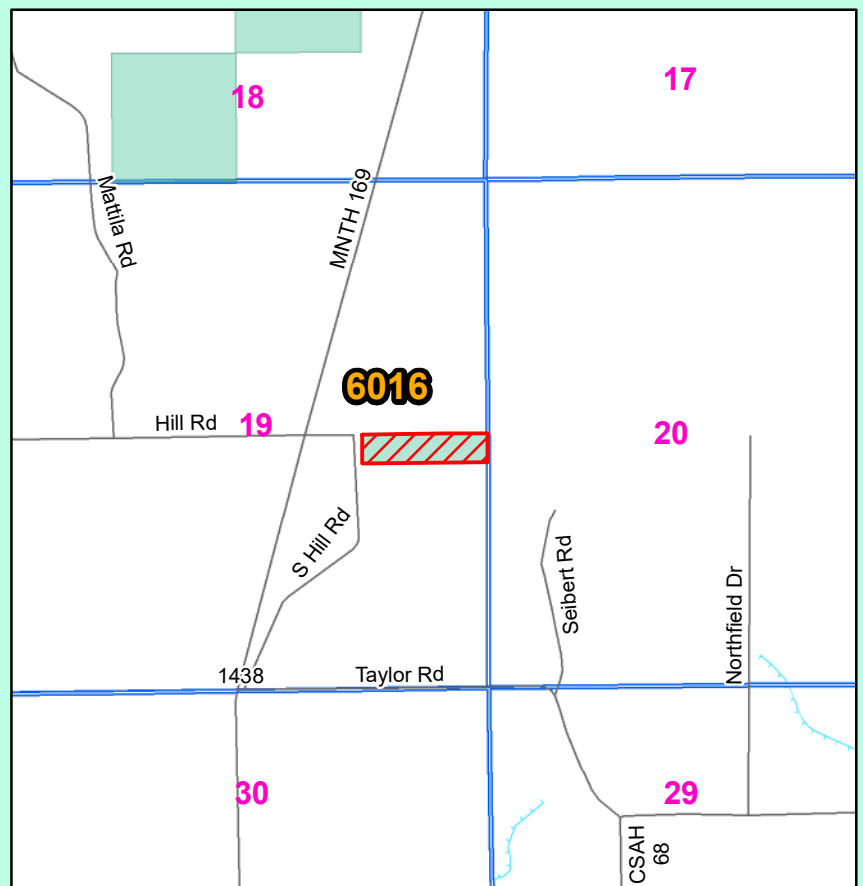 17
18
MNTH 169
Mattila Rd
6016
Hill Rd
19
20
S Hill Rd
Seibert Rd
Northfield Dr
1438
Taylor Rd
30
29
CSAH
68